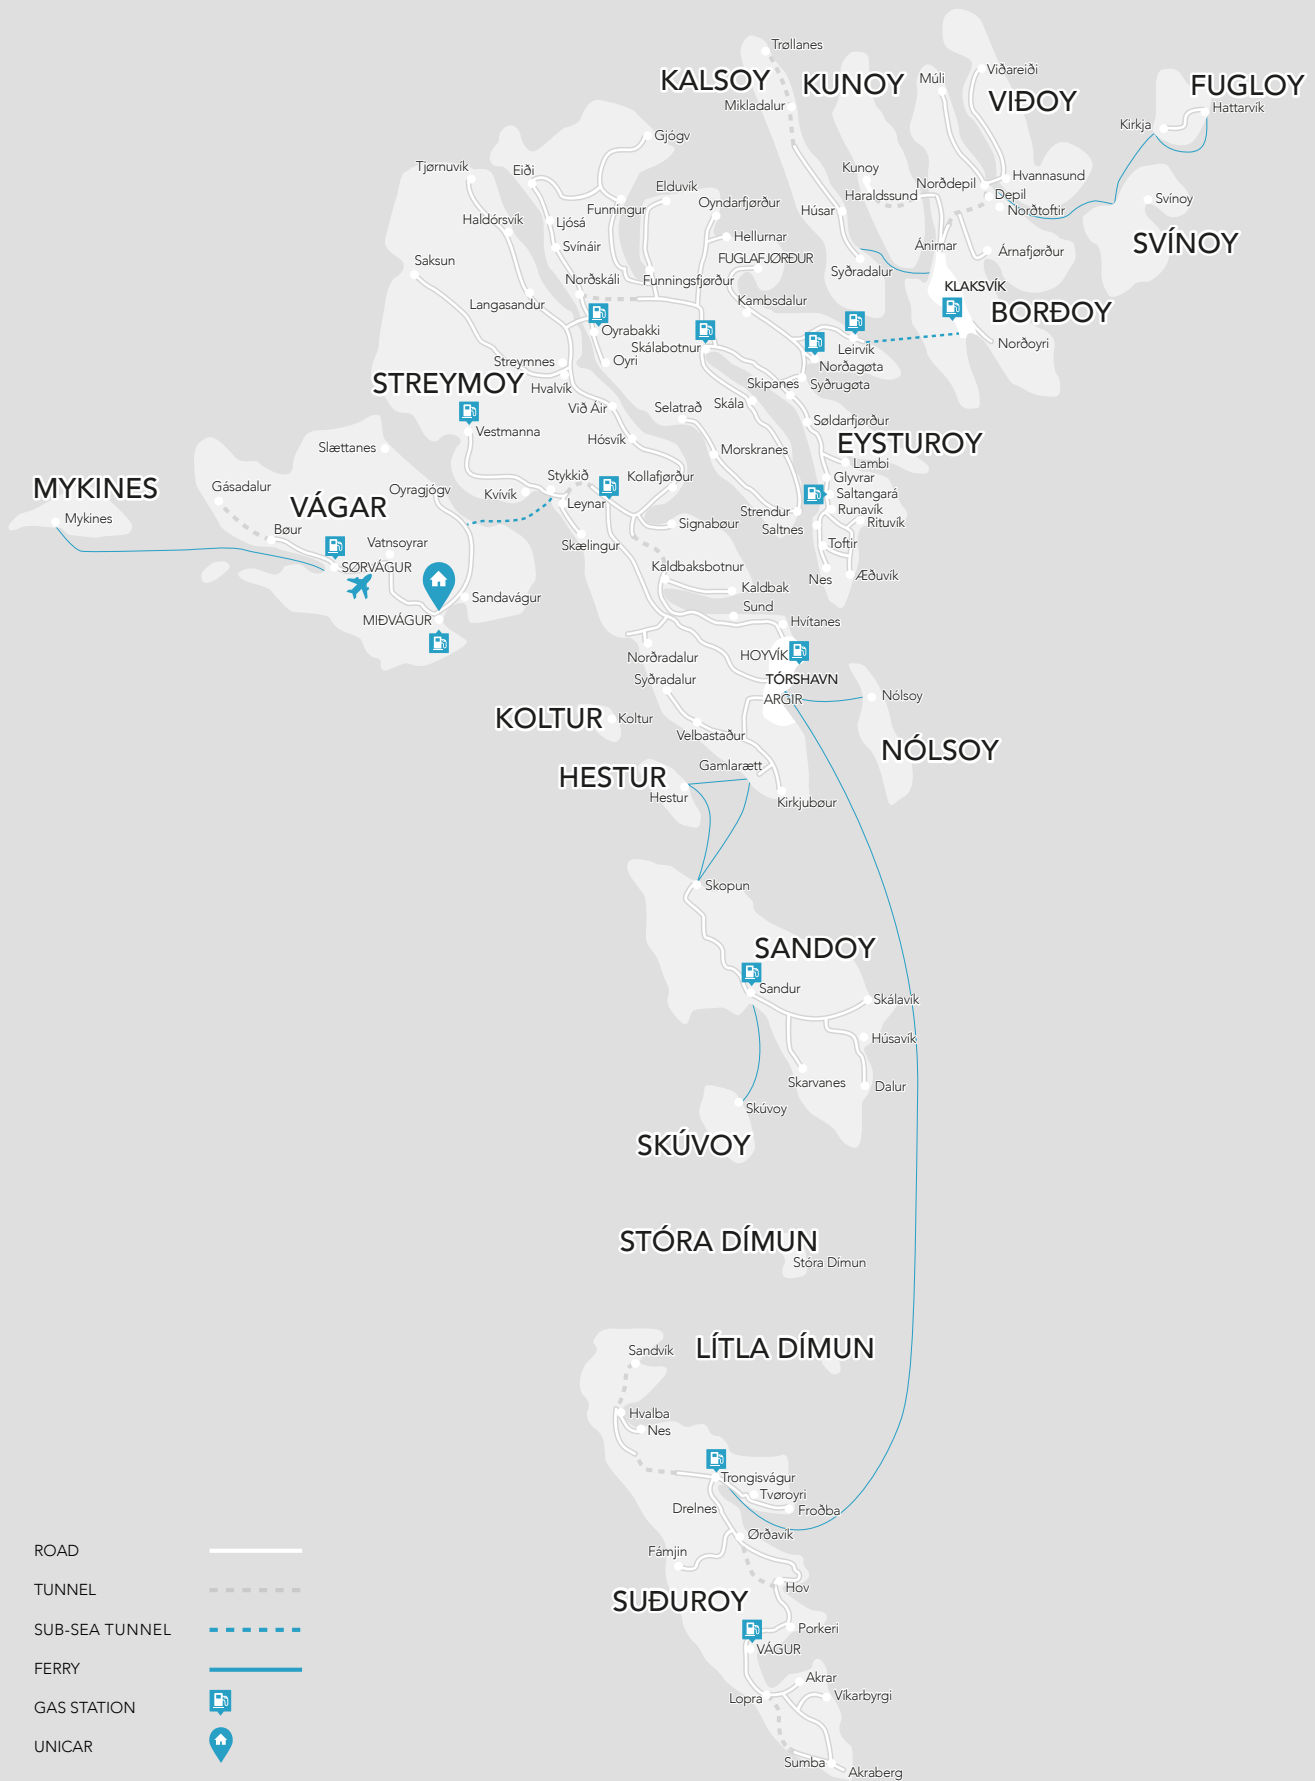 Trøllanes
KALSOY
KUNOY
Mikladalur
Múli
Viðareiði
VIÐOY
FUGLOY
Hattarvík
Kirkja
Gjógv
Tjørnuvík
Eiði
Elduvík
Kunoy
Haraldssund
Norðdepil
Hvannasund
Depil
Norðtoftir
Svínoy
SVÍNOY
Funningur
Oyndarfjørður
Húsar
Haldórsvík
Ljósá
Svínáir
Hellurnar
FUGLAFJØRÐUR
Syðradalur
Ánirnar
Árnafjørður
Saksun
Norðskáli
Funningsfjørður
KLAKSVÍK
BORÐOY
Langasandur
Kambsdalur
Oyrabakki
Skálabotnur
Leirvík
Norðoyri
Streymnes
Oyri
Norðagøta
STREYMOY
Hvalvík
Skipanes
Syðrugøta
Við Áir
Selatrað
Skála
Vestmanna
Søldarfjørður
Hósvík
EYSTUROY
Slættanes
Morskranes
Lambi
MYKINES
Mykines
Gásadalur
VÁGAR
Oyragjógv
Stykkið
Kollafjørður
Glyvrar
Kvívík
Leynar
Saltangará
Strendur
Runavík
Bøur
Vatnsoyrar
Signabøur
Saltnes
Rituvík
Skælingur
Toftir
SØRVÁGUR
Kaldbaksbotnur
Nes
Æðuvík
Sandavágur
Kaldbak
Sund
MIÐVÁGUR
Hvítanes
Norðradalur
HOYVÍK
Syðradalur
TÓRSHAVN
ARGIR
Nólsoy
KOLTUR
Koltur
Velbastaður
NÓLSOY
HESTUR
Hestur
Gamlarætt
Kirkjubøur
Skopun
SANDOY
Sandur
Skálavík
Húsavík
Skarvanes
Dalur
Skúvoy
SKÚVOY
STÓRA DÍMUN
Stóra Dímun
LÍTLA DÍMUN
Sandvík
Hvalba
Nes
Trongisvágur
Tvøroyri
Drelnes
Froðba
Ørðavík
Fámjin
Hov
SUÐUROY
Porkeri
VÁGUR
Akrar
Lopra
Víkarbyrgi
Sumba
Akraberg
ROAD
TUNNEL
SUB-SEA TUNNEL
FERRY
GAS STATION
UNICAR